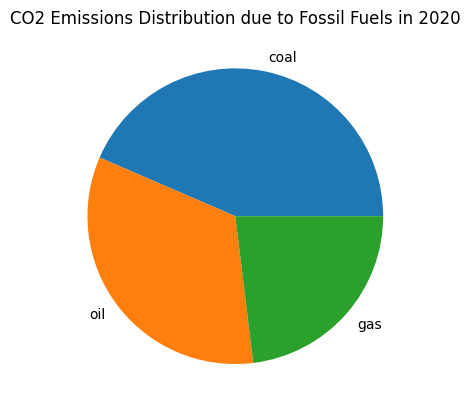 CO2 Emissions Distribution due to Fossil Fuels in 2020
coal
oil
gas